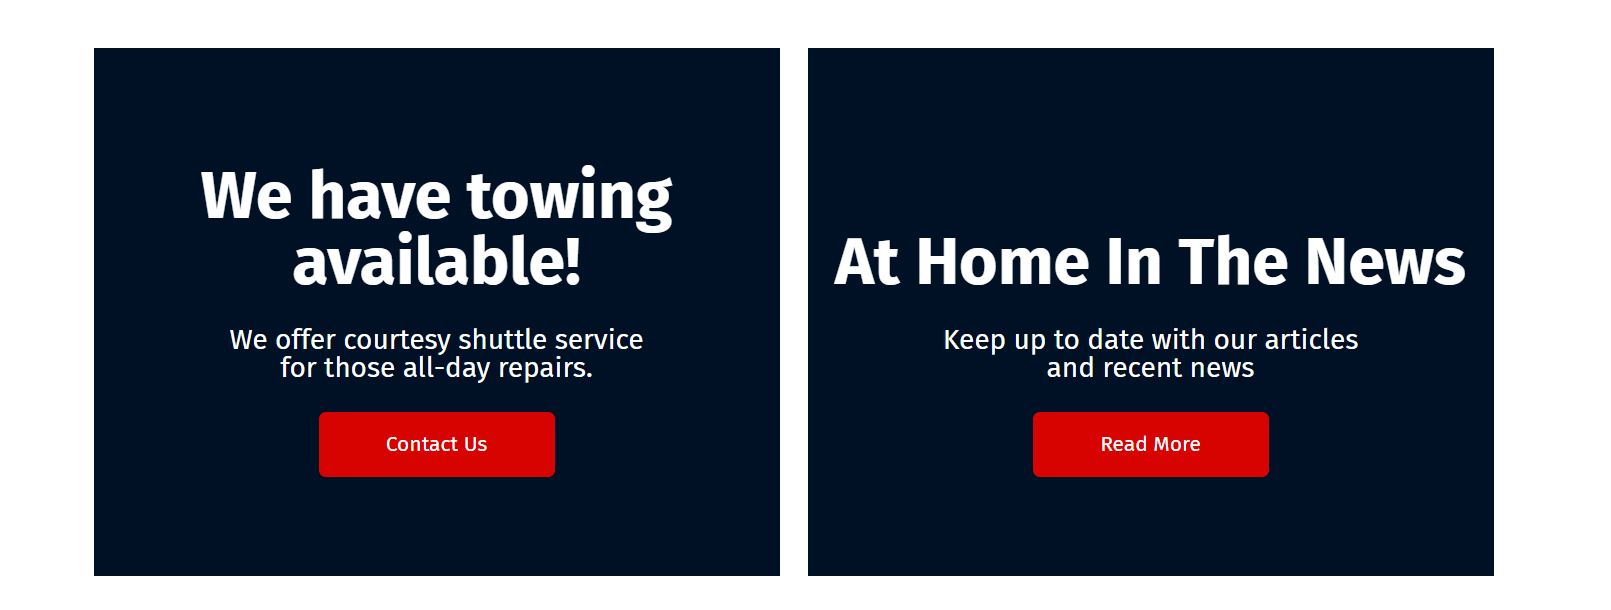 We have towing
available!
We offer courtesy shuttle service
for those all-day repairs.
Contact Us
At Home In The News
Keep up to date with our articles
and recent news
Read More